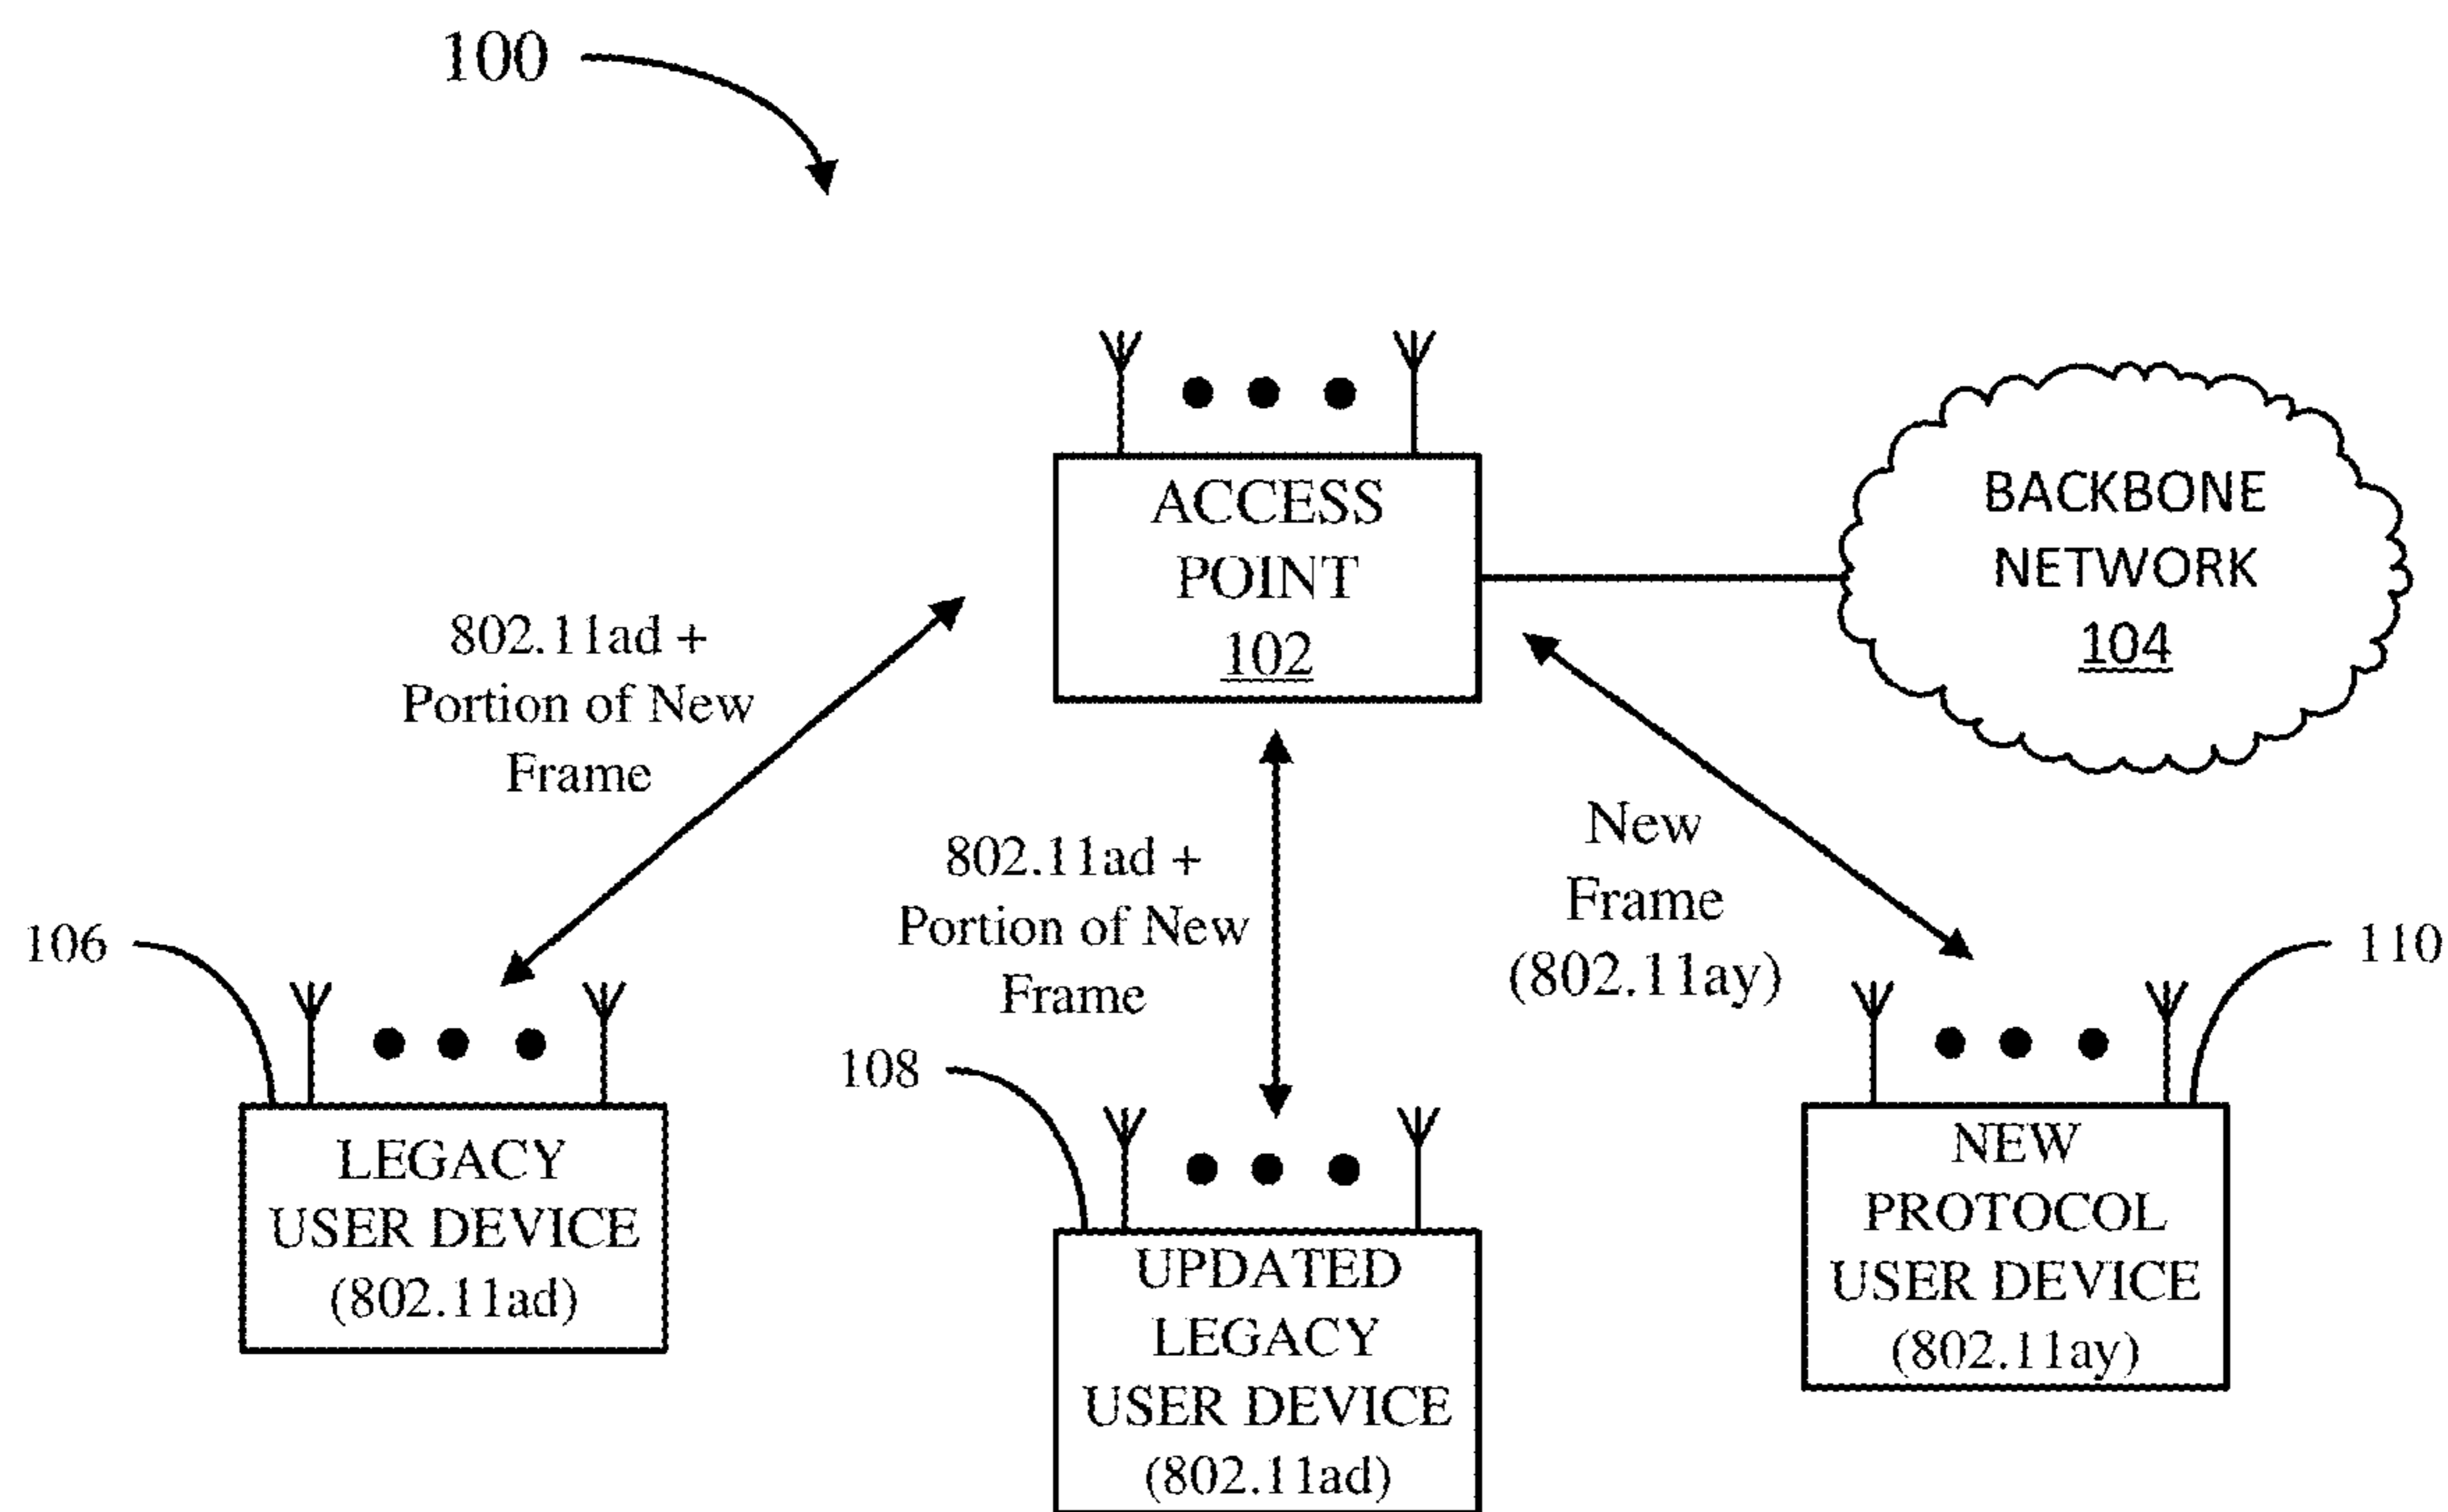 100
ACCESS
POINT
102
BACKBONE
NETWORK
104
802.11ad +
Portion of New
Frame
802.11ad +
Portion of New
Frame
New
Frame
(802.11ay)
106
108
110
LEGACY
USER DEVICE
(802.11ad)
UPDATED
LEGACY
USER DEVICE
(802.11ad)
NEW
PROTOCOL
USER DEVICE
(802.11ay)